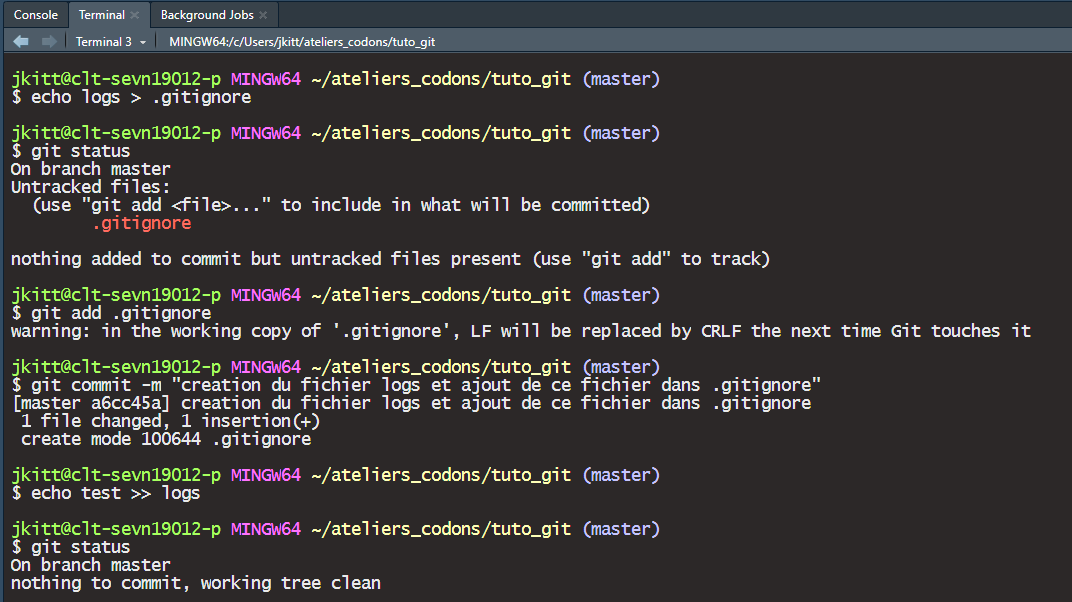 Console Terminal Background Jobs
Terminal 3 MINGW64:/c/Users/jkitt/ateliers_codons/tuto_git
jkitt@clt-sevn19012-p MINGW64 ~/ateliers_codons/tuto_git (master)
$ echo logs > .gitignore
jkitt@clt-sevn19012-p MINGW64 ~/ateliers_codons/tuto_git (master)
$ git status
On branch master
Untracked files:
  (use "git add <file>..." to include in what will be committed)
        .gitignore
nothing added to commit but untracked files present (use "git add" to track)
jkitt@clt-sevn19012-p MINGW64 ~/ateliers_codons/tuto_git (master)
$ git add .gitignore
warning: in the working copy of '.gitignore', LF will be replaced by CRLF the next time Git touches it
jkitt@clt-sevn19012-p MINGW64 ~/ateliers_codons/tuto_git (master)
$ git commit -m "creation du fichier logs et ajout de ce fichier dans .gitignore"
[master a6cc45a] creation du fichier logs et ajout de ce fichier dans .gitignore
 1 file changed, 1 insertion(+)
 create mode 100644 .gitignore
jkitt@clt-sevn19012-p MINGW64 ~/ateliers_codons/tuto_git (master)
$ echo test >> logs
jkitt@clt-sevn19012-p MINGW64 ~/ateliers_codons/tuto_git (master)
$ git status
On branch master
nothing to commit, working tree clean